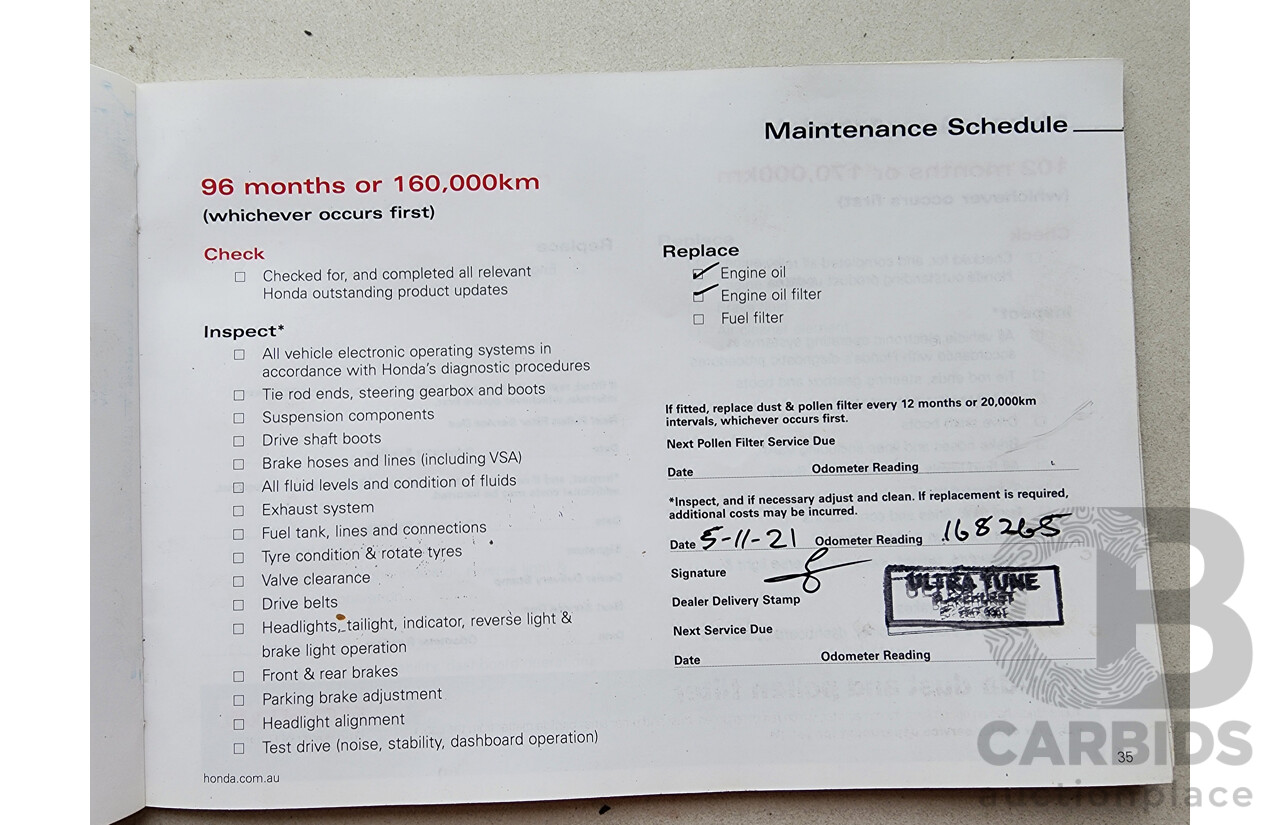 Maintenance Schedule
96 months or 160,000km
(whichever occurs first)
Check
Checked for, and completed all relevant
Honda outstanding product updates
Inspect*
All vehicle electronic operating systems in
accordance with Honda's diagnostic procedures
Tie rod ends, steering gearbox and boots
Suspension components
Drive shaft boots
Brake hoses and lines (including VSA)
All fluid levels and condition of fluids
Exhaust system
Fuel tank, lines and connections
Tyre condition & rotate tyres
Valve clearance
Drive belts
Headlights, tailight, indicator, reverse light &
brake light operation
Front & rear brakes
Parking brake adjustment
Headlight alignment
Test drive (noise, stability, dashboard operation)
honda.com.au
Replace
Engine oil
Engine oil filter
Fuel filter
If fitted, replace dust & pollen filter every 12 months or 20,000km
intervals, whichever occurs first.
Next Pollen Filter Service Due
Date Odometer Reading
*Inspect, and if necessary adjust and clean. If replacement is required,
additional costs may be incurred.
Date 5-11-21 Odometer Reading 168265
Signature
Dealer Delivery Stamp
ULTRA TUNE
Next Service Due
Date Odometer Reading
35
CB
CARBIDS
auctionplace